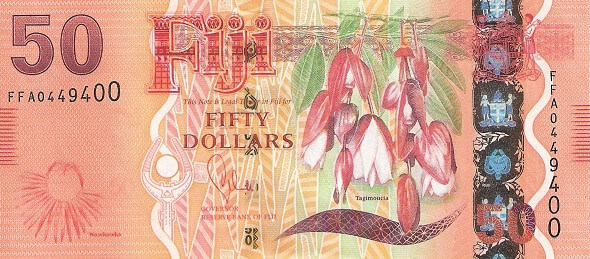 50
Fiji
FFA0449400
This Note is Legal Tender in Fiji for
FIFTY
DOLLARS
GOVERNOR
RESERVE BANK OF FIJI
Tagimoucia
FFA0449400
50